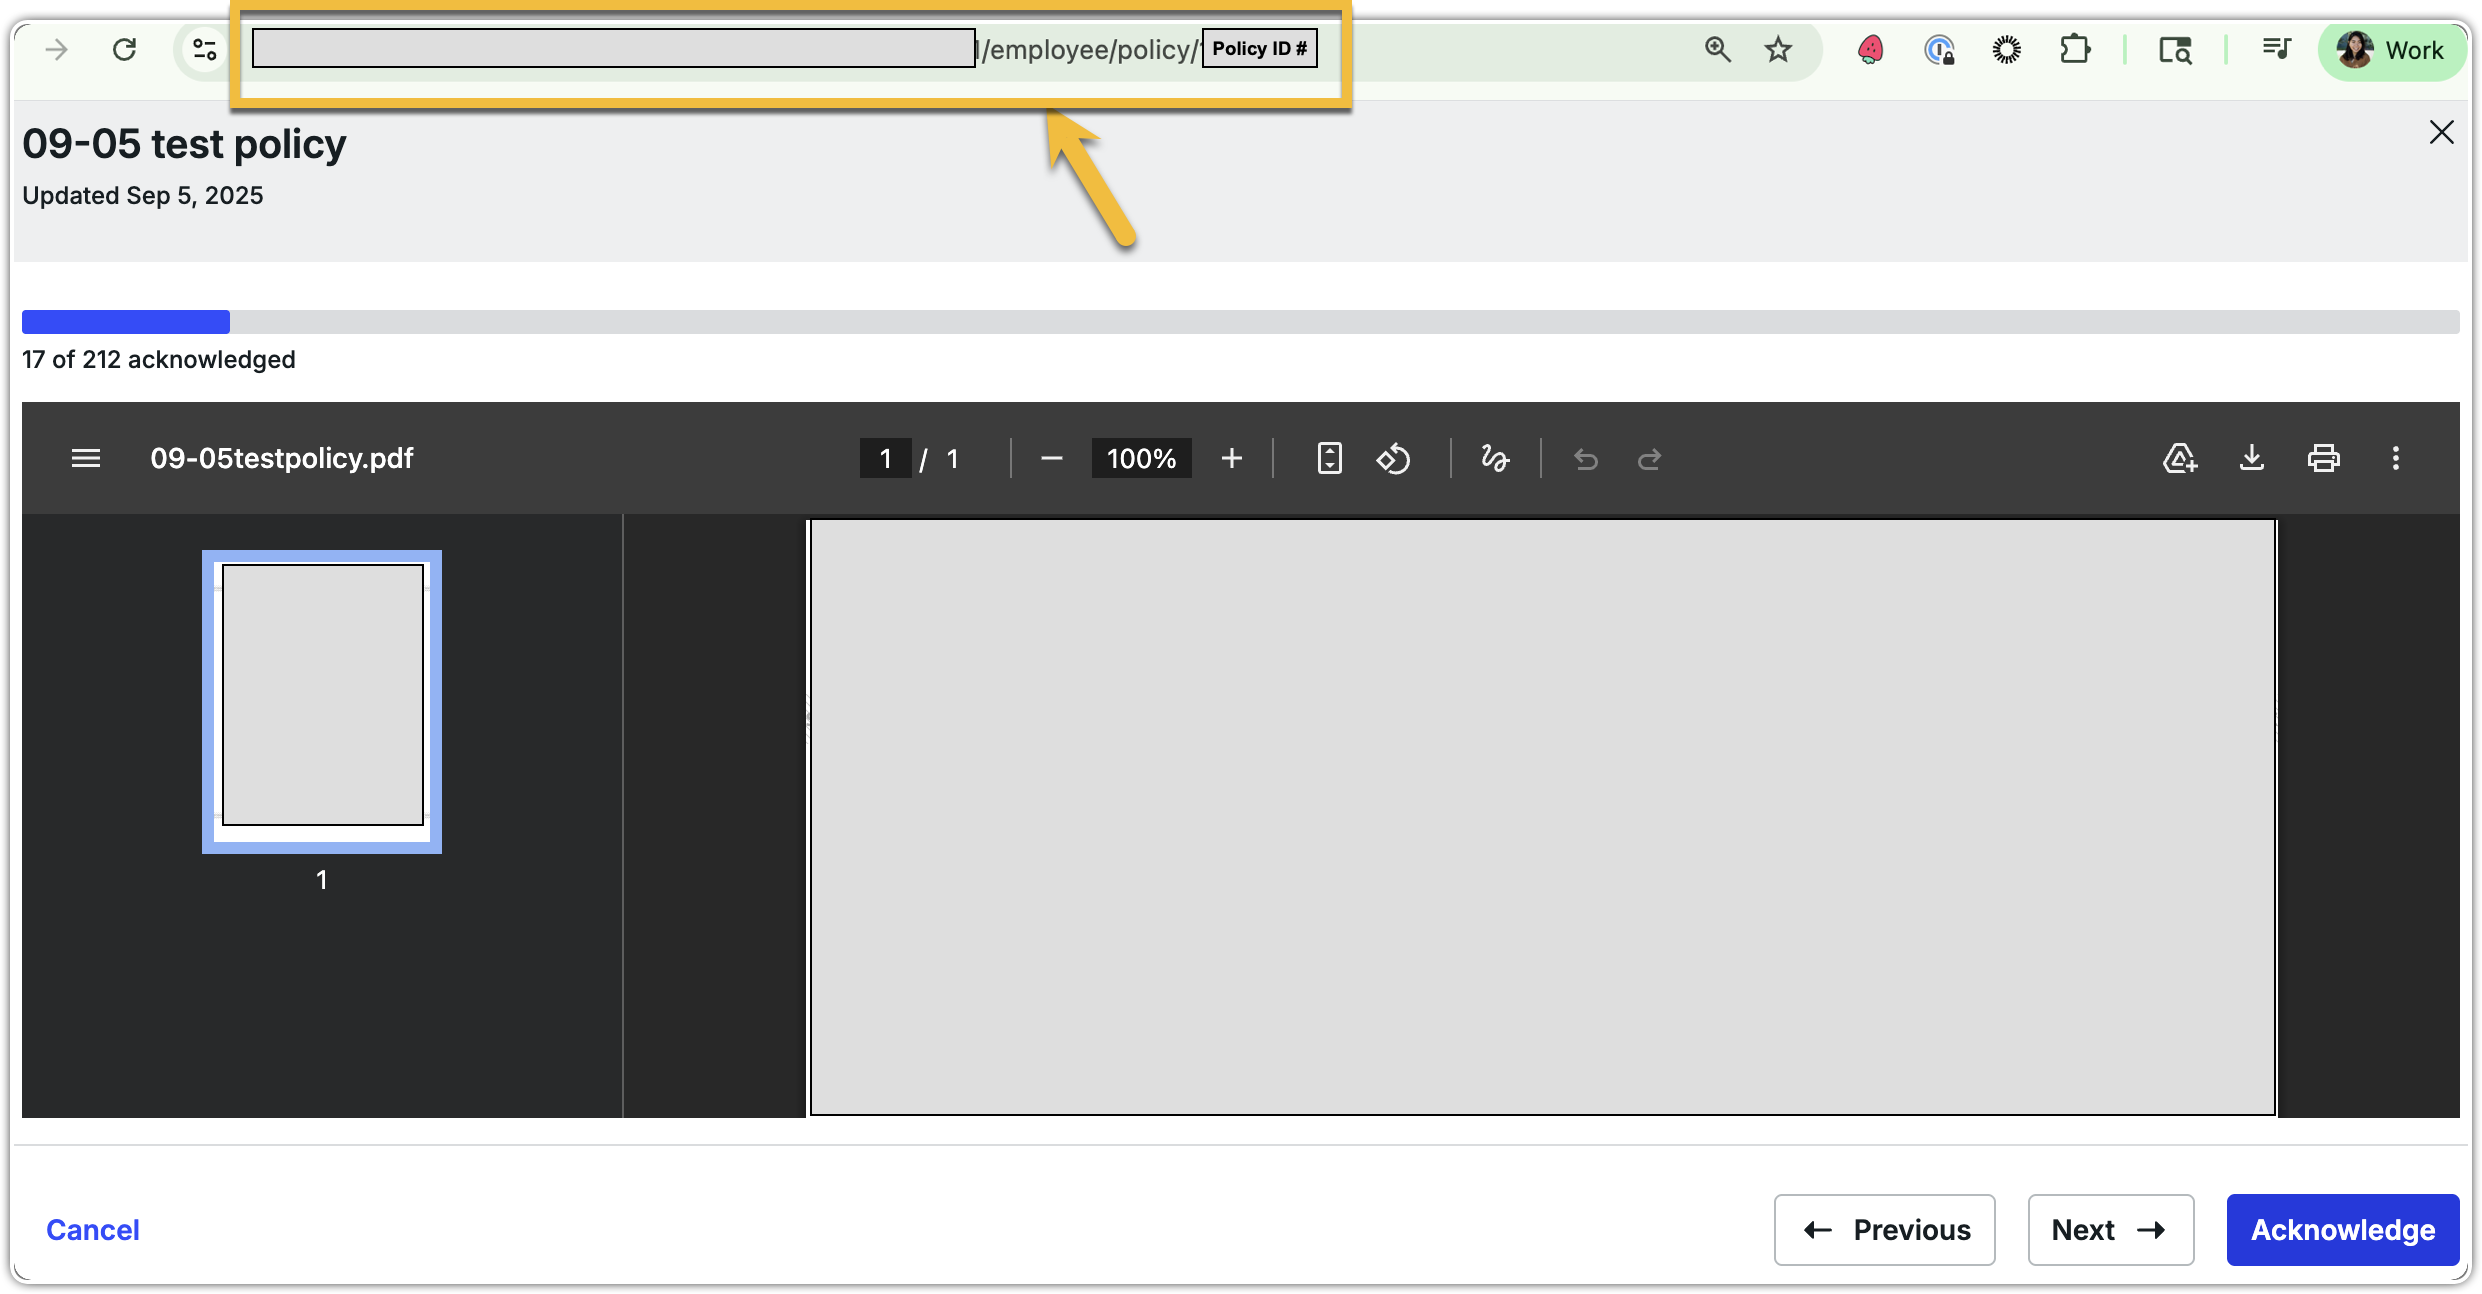 /employee/policy/ Policy ID #
Work
09-05 test policy
Updated Sep 5, 2025
17 of 212 acknowledged
09-05testpolicy.pdf
1 / 1
100%
1
Cancel
Previous
Next
Acknowledge